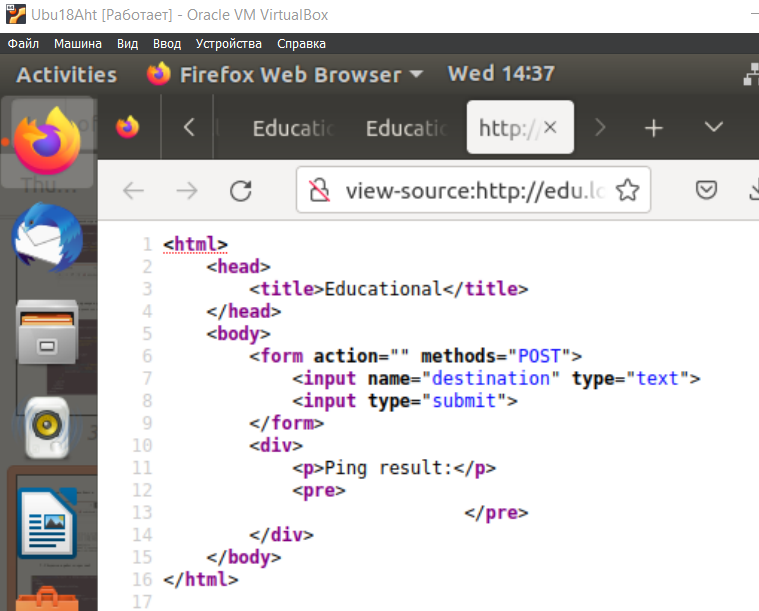 Ubu18Aht [Работает] - Oracle VM VirtualBox
Файл Машина Вид Ввод Устройства Справка
Activities Firefox Web Browser Wed 14:37
Educatio Educatio http:/
view-source:http://edu.lo
1 <html>
2 <head>
3 <title>Educational</title>
4 </head>
5 <body>
6 <form action="" methods="POST">
7 <input name="destination" type="text">
8 <input type="submit">
9 </form>
10 <div>
11 <p>Ping result:</p>
12 <pre>
13 </pre>
14 </div>
15 </body>
16 </html>
17